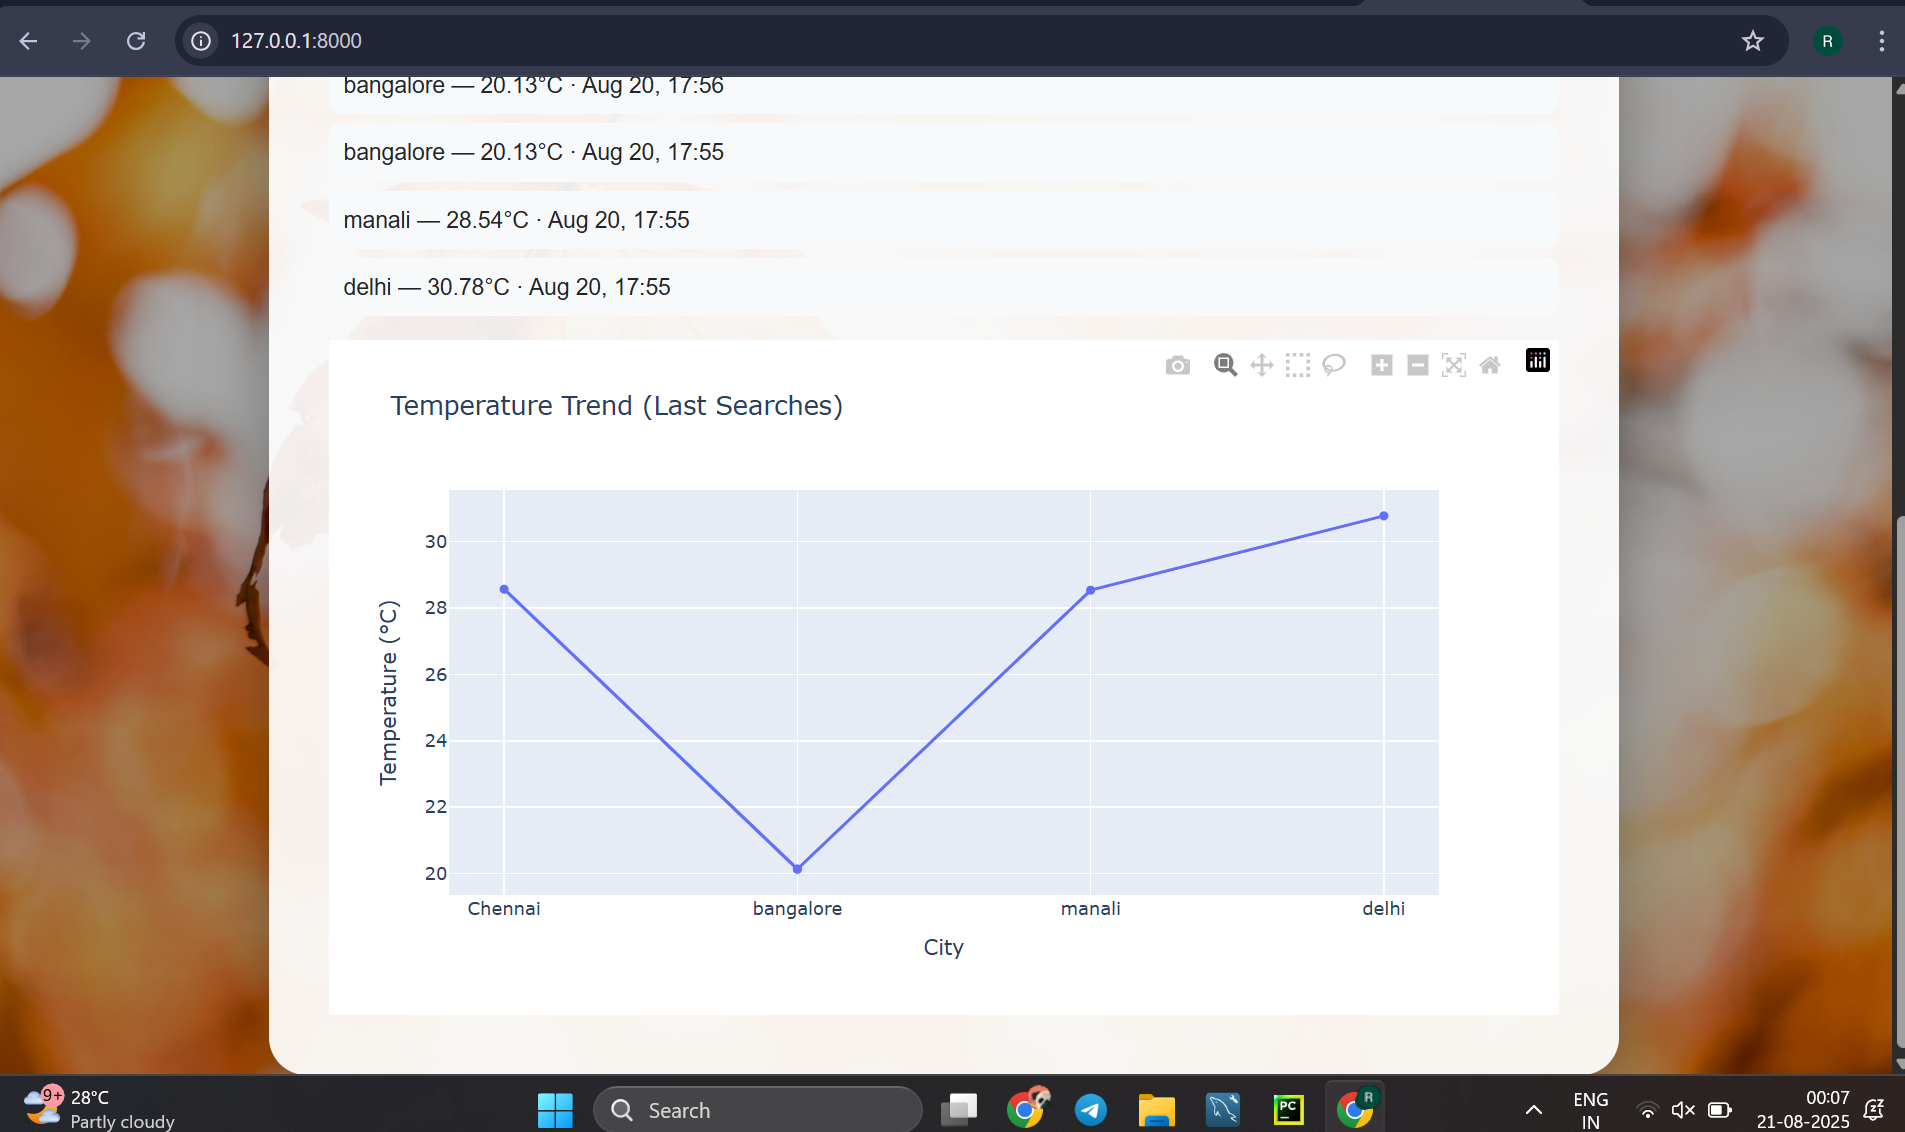 127.0.0.1:8000
R
bangalore — 20.13°C · Aug 20, 17:56
bangalore — 20.13°C · Aug 20, 17:55
manali — 28.54°C · Aug 20, 17:55
delhi — 30.78°C · Aug 20, 17:55
Temperature Trend (Last Searches)
30
28
26
24
22
20
Temperature (°C)
Chennai bangalore manali delhi
City
9+
28°C
Partly cloudy
Search
PC
R
ENG
IN
00:07
21-08-2025